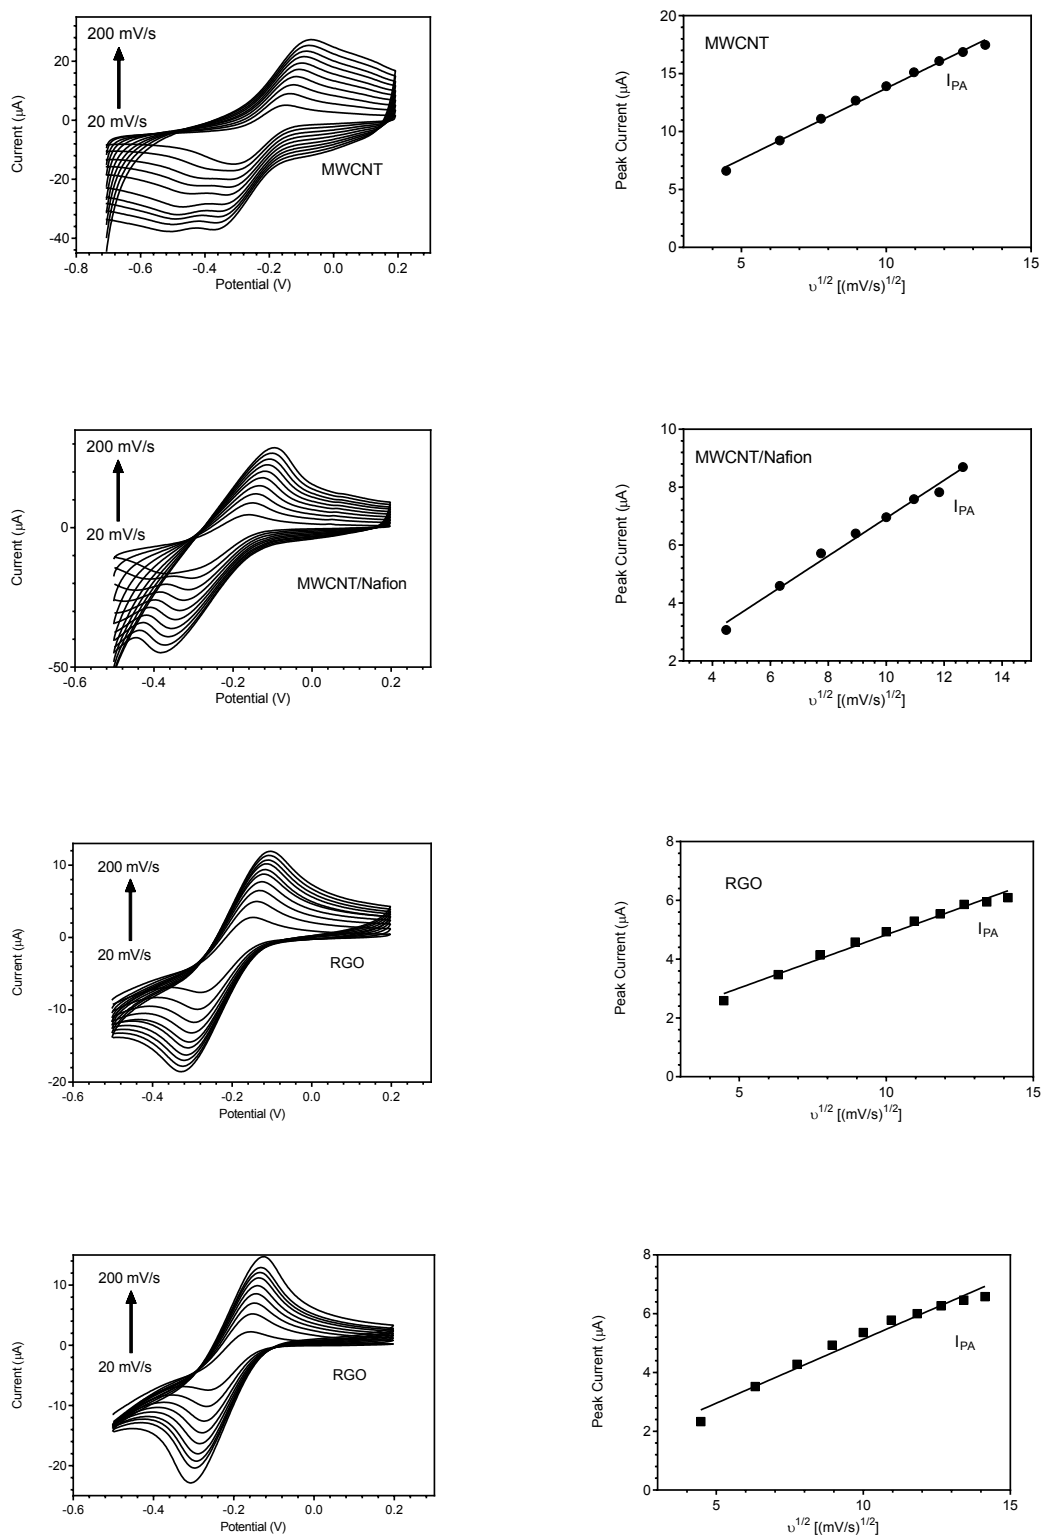 200 mV/s
20 mV/s
MWCNT
Current (μA)
20
0
-20
-40
-0.8
-0.6
-0.4
-0.2
0.0
0.2
Potential (V)
MWCNT
I_PA
Peak Current (μA)
20
15
10
5
0
5
10
15
υ^1/2 [(mV/s)^1/2]
200 mV/s
20 mV/s
MWCNT/Nafion
Current (μA)
0
-50
-0.6
-0.4
-0.2
0.0
0.2
Potential (V)
MWCNT/Nafion
I_PA
Peak Current (μA)
10
8
6
4
2
4
6
8
10
12
14
υ^1/2 [(mV/s)^1/2]
200 mV/s
20 mV/s
RGO
Current (μA)
10
0
-10
-20
-0.6
-0.4
-0.2
0.0
0.2
Potential (V)
RGO
I_PA
Peak Current (μA)
8
6
4
2
0
5
10
15
υ^1/2 [(mV/s)^1/2]
200 mV/s
20 mV/s
RGO
Current (μA)
10
0
-10
-20
-0.6
-0.4
-0.2
0.0
0.2
Potential (V)
I_PA
Peak Current (μA)
8
6
4
2
0
5
10
15
υ^1/2 [(mV/s)^1/2]